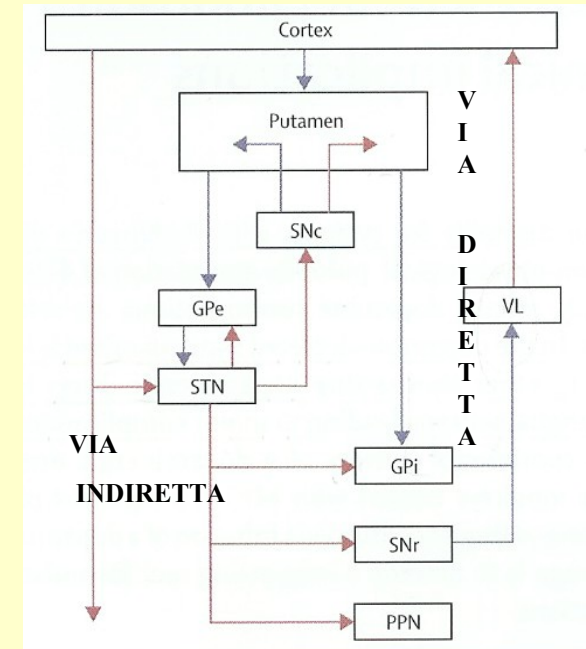 Cortex
Putamen
SNc
GPe
STN
VL
GPi
SNr
PPN
V
I
A
D
I
R
E
T
T
A
VIA
INDIRETTA